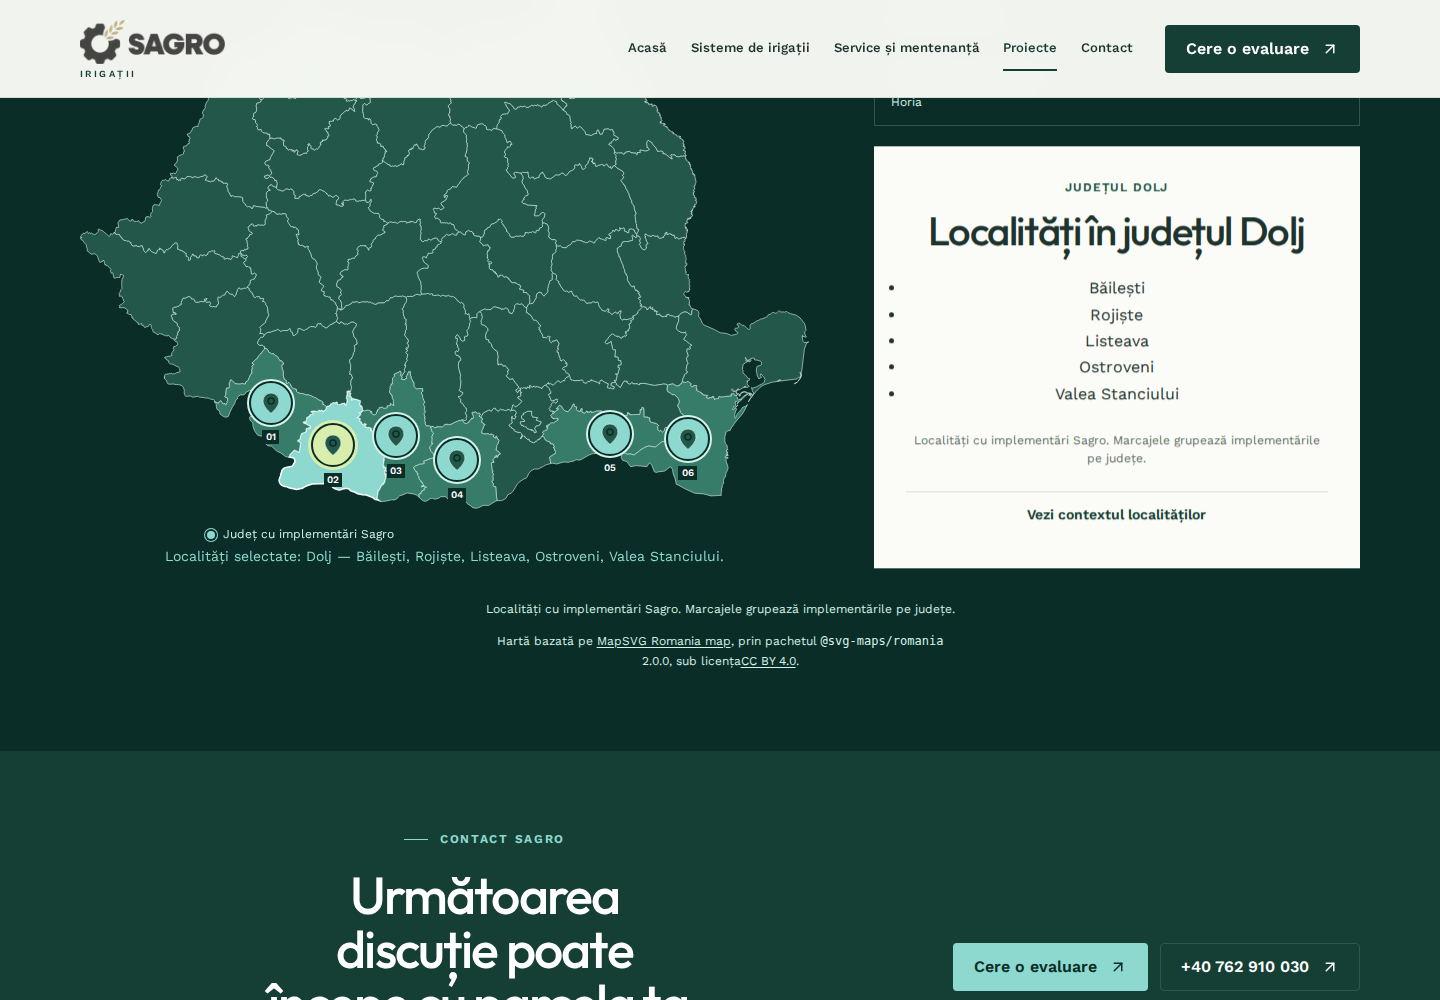 SAGRO
IRIGAȚII
Acasă
Sisteme de irigații
Service și mentenanță
Proiecte
Contact
Cere o evaluare
Horia
JUDEȚUL DOLJ
Localități în județul Dolj
Băilești
Rojiște
Listeava
Ostroveni
Valea Stanciului
Localități cu implementări Sagro. Marcajele grupează implementările
pe județe.
Vezi contextul localităților
01
02
03
04
05
06
Județ cu implementări Sagro
Localități selectate: Dolj — Băilești, Rojiște, Listeava, Ostroveni, Valea Stanciului.
Localități cu implementări Sagro. Marcajele grupează implementările pe județe.
Hartă bazată pe MapSVG Romania map, prin pachetul @svg-maps/romania
2.0.0, sub licențaCC BY 4.0.
CONTACT SAGRO
Următoarea
discuție poate
începe cu parcela ta
Cere o evaluare
+40 762 910 030